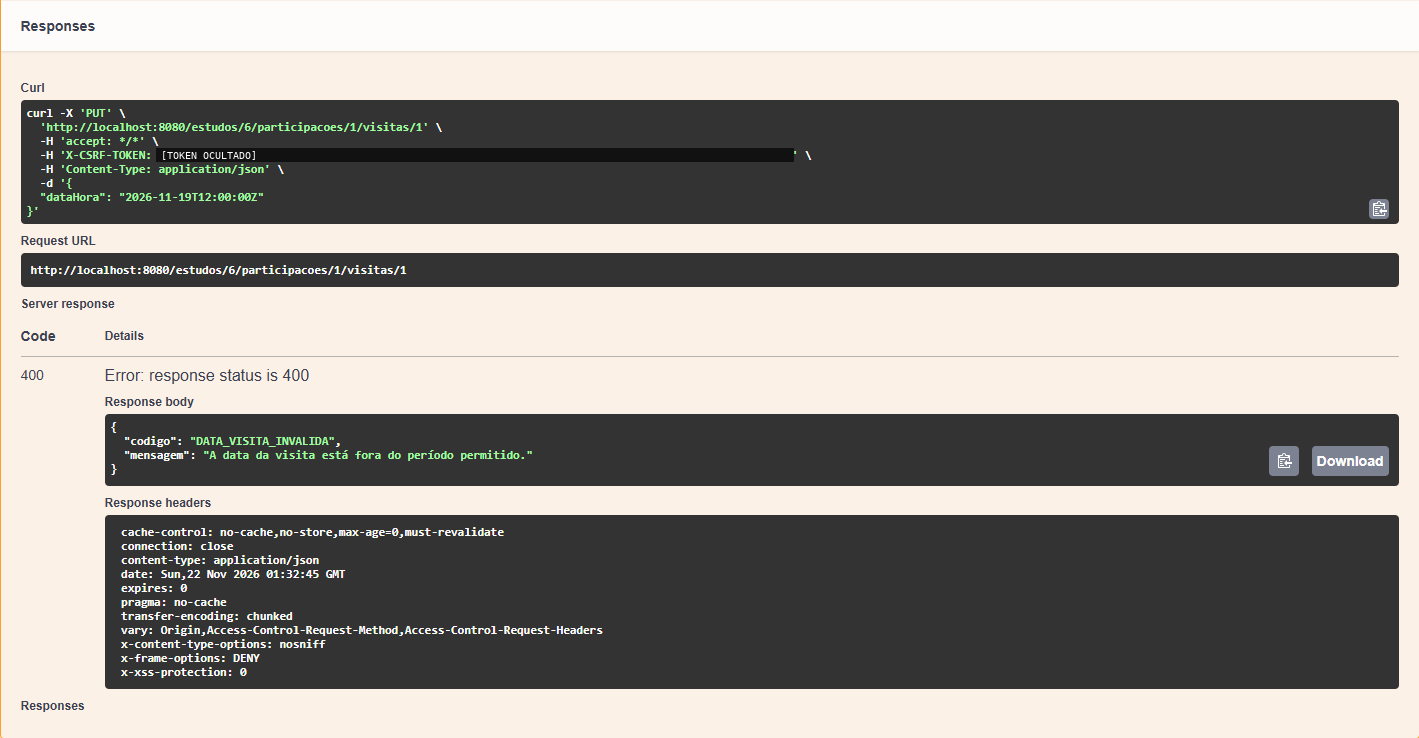 Responses
Curl
curl -X 'PUT' \
'http://localhost:8080/estudos/6/participacoes/1/visitas/1' \
-H 'accept: */*' \
-H 'X-CSRF-TOKEN: [TOKEN OCULTADO]' \
-H 'Content-Type: application/json' \
-d '{
"dataHora": "2026-11-19T12:00:00Z"
}'
Request URL
http://localhost:8080/estudos/6/participacoes/1/visitas/1
Server response
Code Details
400 Error: response status is 400
Response body
{
"codigo": "DATA_VISITA_INVALIDA",
"mensagem": "A data da visita está fora do período permitido."
}
Download
Response headers
cache-control: no-cache,no-store,max-age=0,must-revalidate
connection: close
content-type: application/json
date: Sun,22 Nov 2026 01:32:45 GMT
expires: 0
pragma: no-cache
transfer-encoding: chunked
vary: Origin,Access-Control-Request-Method,Access-Control-Request-Headers
x-content-type-options: nosniff
x-frame-options: DENY
x-xss-protection: 0
Responses